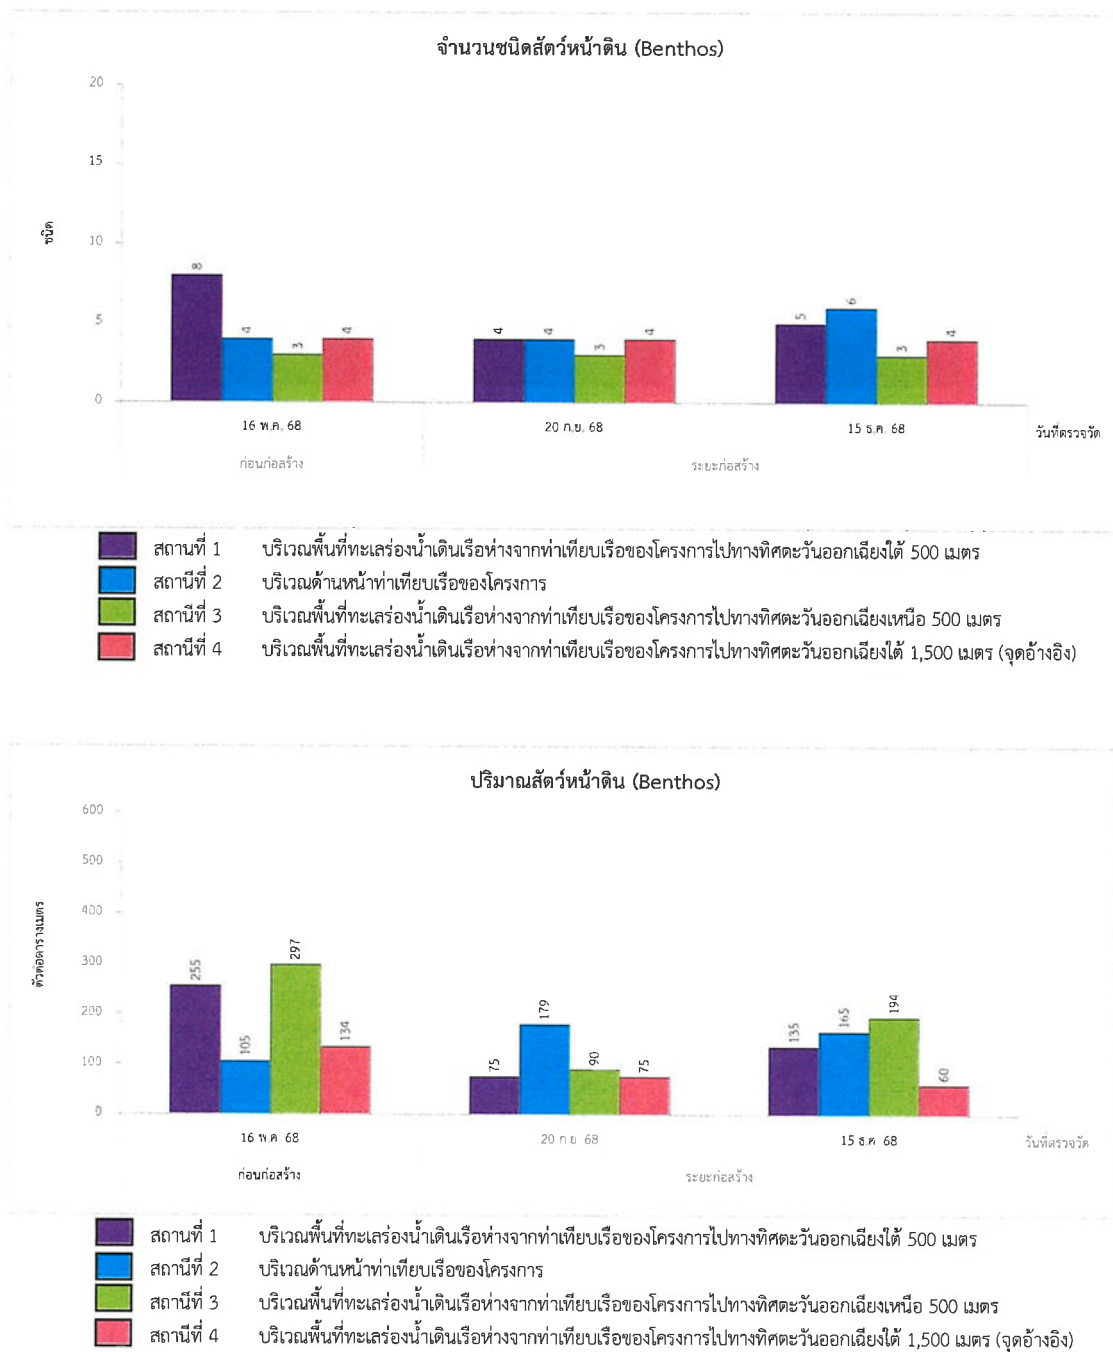 จำนวนชนิดสัตว์หน้าดิน (Benthos)
20
15
10
5
0
ชนิด
8
4
3
4
4
4
3
4
5
6
3
4
16 พ.ค. 68
20 ก.ย. 68
15 ธ.ค. 68
วันที่ตรวจวัด
ก่อนก่อสร้าง
ระยะก่อสร้าง
สถานที่ 1 บริเวณพื้นที่ทะเลร่องน้ำเดินเรือห่างจากท่าเทียบเรือของโครงการไปทางทิศตะวันออกเฉียงใต้ 500 เมตร
สถานีที่ 2 บริเวณด้านหน้าท่าเทียบเรือของโครงการ
สถานีที่ 3 บริเวณพื้นที่ทะเลร่องน้ำเดินเรือห่างจากท่าเทียบเรือของโครงการไปทางทิศตะวันออกเฉียงเหนือ 500 เมตร
สถานีที่ 4 บริเวณพื้นที่ทะเลร่องน้ำเดินเรือห่างจากท่าเทียบเรือของโครงการไปทางทิศตะวันออกเฉียงใต้ 1,500 เมตร (จุดอ้างอิง)
ปริมาณสัตว์หน้าดิน (Benthos)
600
500
400
300
200
100
0
ตัวต่อตารางเมตร
255
105
297
134
75
179
90
75
135
165
194
60
16 พ.ค 68
20 ก ย 68
15 ธ.ค 68
วันที่ตรวจวัด
ก่อนก่อสร้าง
ระยะก่อสร้าง
สถานที่ 1 บริเวณพื้นที่ทะเลร่องน้ำเดินเรือห่างจากท่าเทียบเรือของโครงการไปทางทิศตะวันออกเฉียงใต้ 500 เมตร
สถานีที่ 2 บริเวณด้านหน้าท่าเทียบเรือของโครงการ
สถานีที่ 3 บริเวณพื้นที่ทะเลร่องน้ำเดินเรือห่างจากท่าเทียบเรือของโครงการไปทางทิศตะวันออกเฉียงเหนือ 500 เมตร
สถานีที่ 4 บริเวณพื้นที่ทะเลร่องน้ำเดินเรือห่างจากท่าเทียบเรือของโครงการไปทางทิศตะวันออกเฉียงใต้ 1,500 เมตร (จุดอ้างอิง)